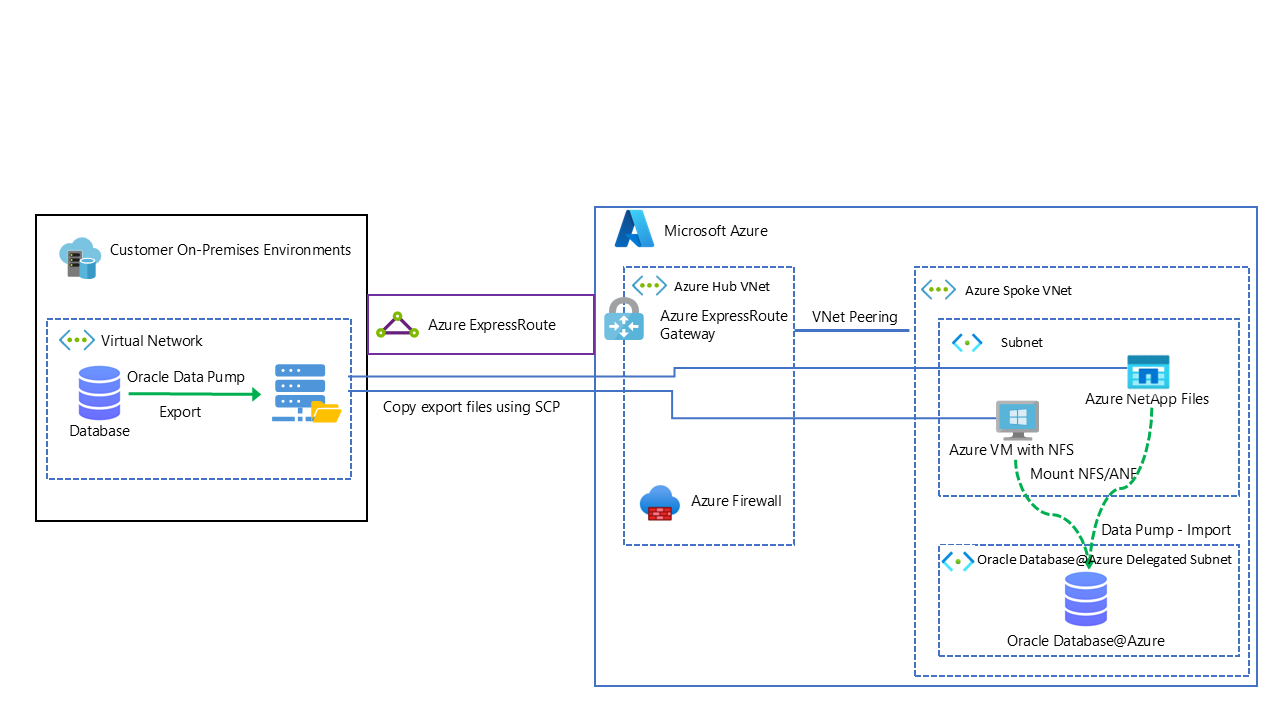 Customer On-Premises Environments
Virtual Network
Oracle Data Pump
Export
Database
Azure ExpressRoute
Copy export files using SCP
Microsoft Azure
Azure Hub VNet
Azure ExpressRoute
Gateway
VNet Peering
Azure Firewall
Azure Spoke VNet
Subnet
Azure NetApp Files
Azure VM with NFS
Mount NFS/ANF
Data Pump - Import
Oracle Database@Azure Delegated Subnet
Oracle Database@Azure